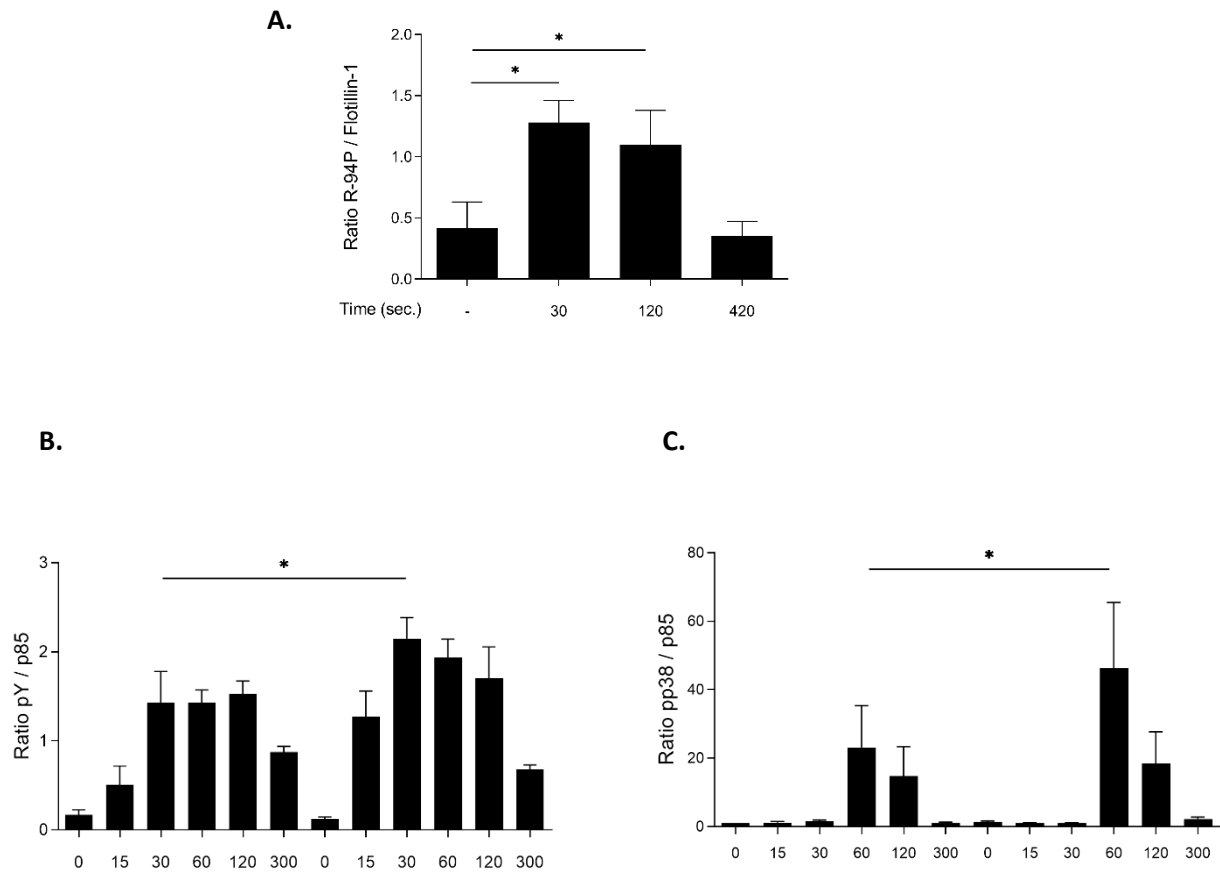 A.
Ratio R-94P / Flotillin-1
2.0
1.5
1.0
0.5
0.0
*
*
Time (sec.) - 30 120 420
B.
Ratio pY / p85
3
2
1
0
*
0 15 30 60 120 300 0 15 30 60 120 300
C.
Ratio pp38 / p85
80
60
40
20
0
*
0 15 30 60 120 300 0 15 30 60 120 300